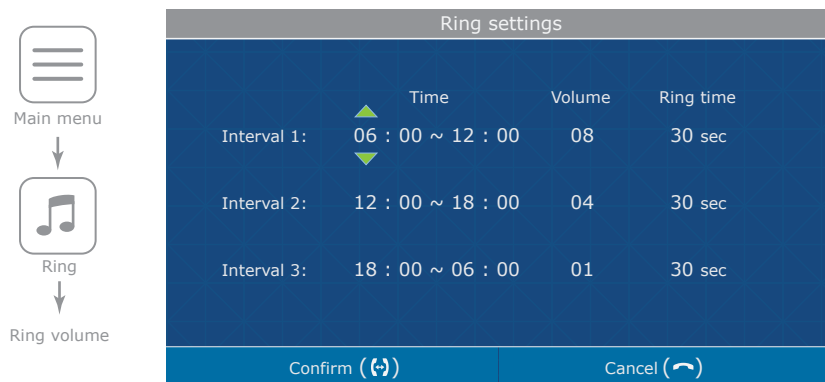 Main menu
Ring
Ring volume
Ring settings
Time Volume Ring time
Interval 1: 06 : 00 ~ 12 : 00 08 30 sec
Interval 2: 12 : 00 ~ 18 : 00 04 30 sec
Interval 3: 18 : 00 ~ 06 : 00 01 30 sec
Confirm () Cancel ()